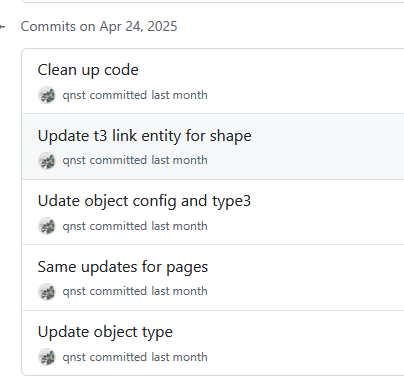 Commits on Apr 24, 2025
Clean up code
qnst committed last month
Update t3 link entity for shape
qnst committed last month
Udate object config and type3
qnst committed last month
Same updates for pages
qnst committed last month
Update object type
qnst committed last month